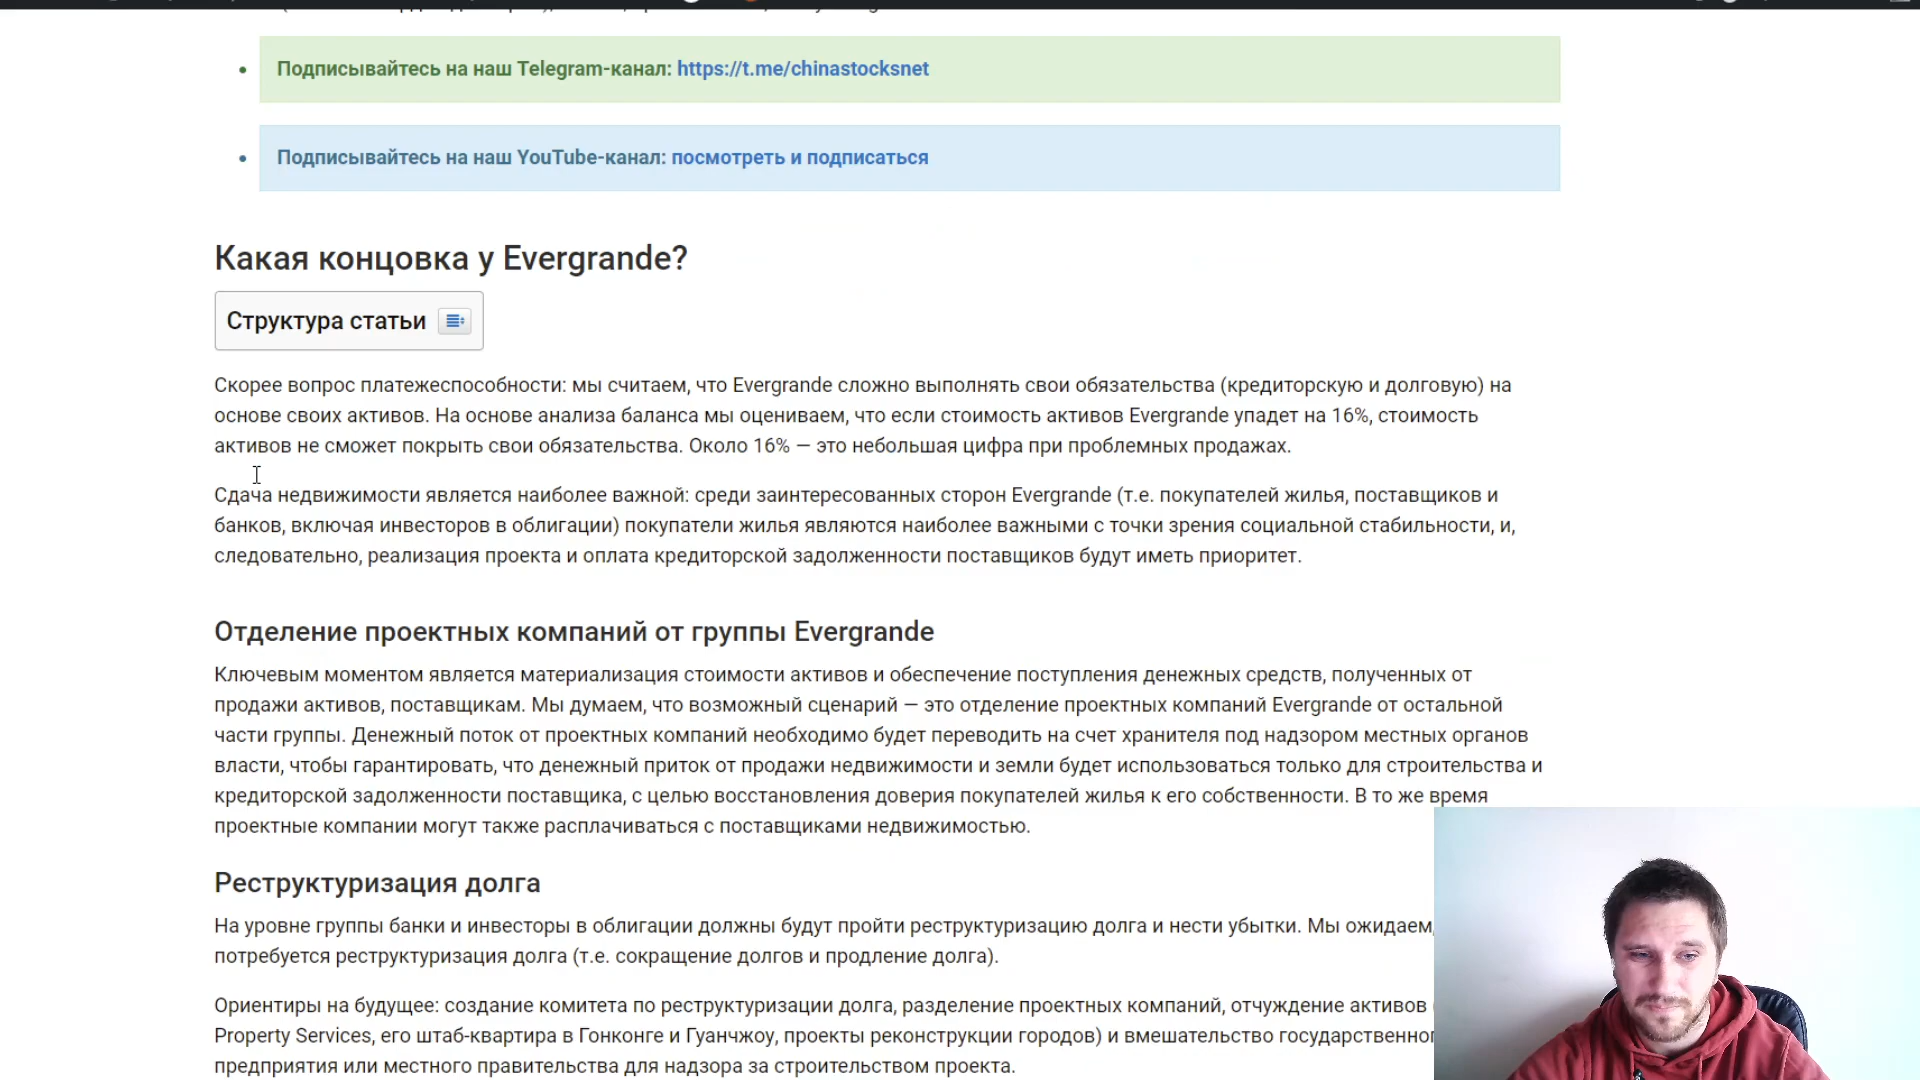 Подписывайтесь на наш Telegram-канал: https://t.me/chinastocksnet
Подписывайтесь на наш YouTube-канал: посмотреть и подписаться
Какая концовка у Evergrande?
Структура статьи
Скорее вопрос платежеспособности: мы считаем, что Evergrande сложно выполнять свои обязательства (кредиторскую и долговую) на
основе своих активов. На основе анализа баланса мы оцениваем, что если стоимость активов Evergrande упадет на 16%, стоимость
активов не сможет покрыть свои обязательства. Около 16% — это небольшая цифра при проблемных продажах.
Сдача недвижимости является наиболее важной: среди заинтересованных сторон Evergrande (т.е. покупателей жилья, поставщиков и
банков, включая инвесторов в облигации) покупатели жилья являются наиболее важными с точки зрения социальной стабильности, и,
следовательно, реализация проекта и оплата кредиторской задолженности поставщиков будут иметь приоритет.
Отделение проектных компаний от группы Evergrande
Ключевым моментом является материализация стоимости активов и обеспечение поступления денежных средств, полученных от
продажи активов, поставщикам. Мы думаем, что возможный сценарий — это отделение проектных компаний Evergrande от остальной
части группы. Денежный поток от проектных компаний необходимо будет переводить на счет хранителя под надзором местных органов
власти, чтобы гарантировать, что денежный приток от продажи недвижимости и земли будет использоваться только для строительства и
кредиторской задолженности поставщика, с целью восстановления доверия покупателей жилья к его собственности. В то же время
проектные компании могут также расплачиваться с поставщиками недвижимостью.
Реструктуризация долга
На уровне группы банки и инвесторы в облигации должны будут пройти реструктуризацию долга и нести убытки. Мы ожидаем,
потребуется реструктуризация долга (т.е. сокращение долгов и продление долга).
Ориентиры на будущее: создание комитета по реструктуризации долга, разделение проектных компаний, отчуждение активов
Property Services, его штаб-квартира в Гонконге и Гуанчжоу, проекты реконструкции городов) и вмешательство государственног
предприятия или местного правительства для надзора за строительством проекта.